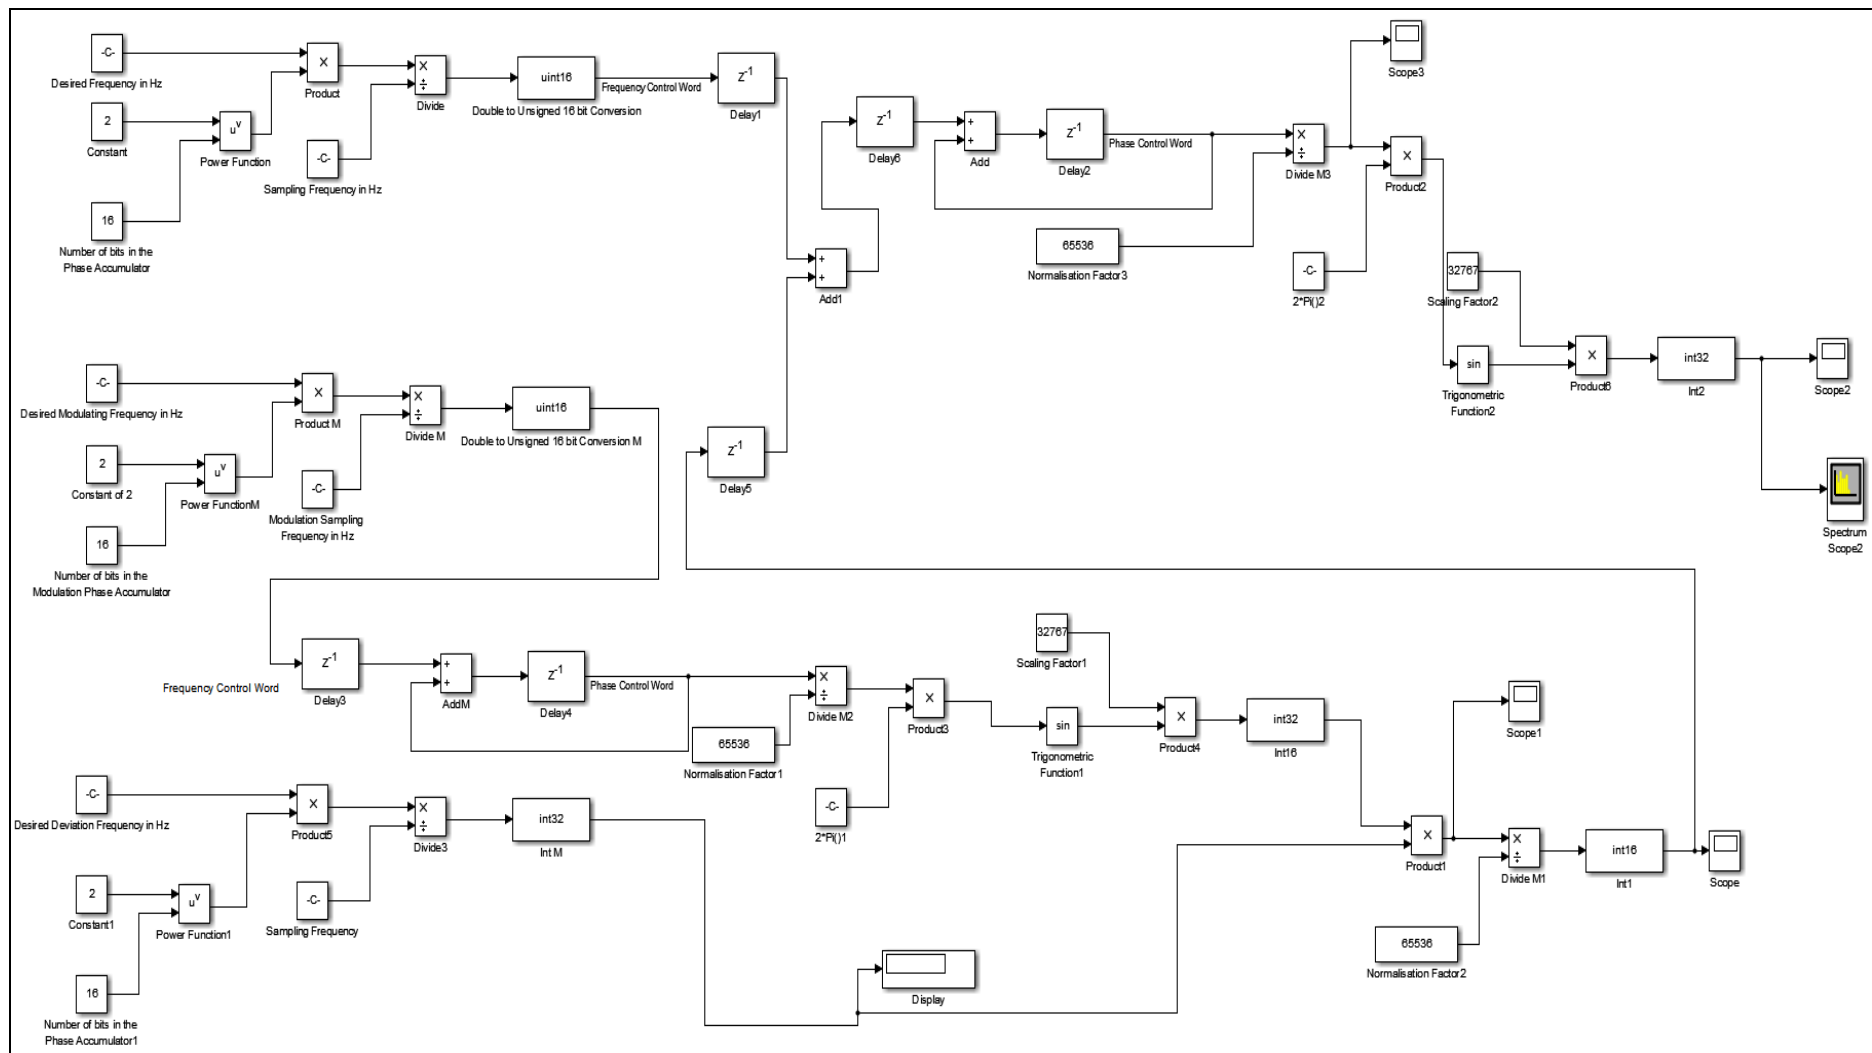 -C-
Desired Frequency in Hz
2
Constant
16
Number of bits in the
Phase Accumulator
u^v
Power Function
X
Product
-C-
Sampling Frequency in Hz
X
÷
Divide
uint16
Double to Unsigned 16 bit Conversion
Frequency Control Word
Z^-1
Delay1
+
+
Add1
Z^-1
Delay6
+
+
Add
Z^-1
Delay2
Phase Control Word
65536
Normalisation Factor3
X
÷
Divide M3
Scope3
-C-
2*Pi()2
X
Product2
32767
Scaling Factor2
sin
Trigonometric
Function2
X
Product6
int32
Int2
Scope2
Spectrum
Scope2
-C-
Desired Modulating Frequency in Hz
2
Constant of 2
16
Number of bits in the
Modulation Phase Accumulator
u^v
Power FunctionM
X
Product M
-C-
Modulation Sampling
Frequency in Hz
X
÷
Divide M
uint16
Double to Unsigned 16 bit Conversion M
Z^-1
Delay5
Frequency Control Word
Z^-1
Delay3
+
+
AddM
Z^-1
Delay4
Phase Control Word
65536
Normalisation Factor1
X
÷
Divide M2
-C-
2*Pi()1
X
Product3
sin
Trigonometric
Function1
32767
Scaling Factor1
X
Product4
int32
Int16
Scope1
-C-
Desired Deviation Frequency in Hz
2
Constant1
16
Number of bits in the
Phase Accumulator1
u^v
Power Function1
X
Product5
-C-
Sampling Frequency
X
÷
Divide3
int32
Int M
Display
X
Product1
65536
Normalisation Factor2
X
÷
Divide M1
int16
Int1
Scope